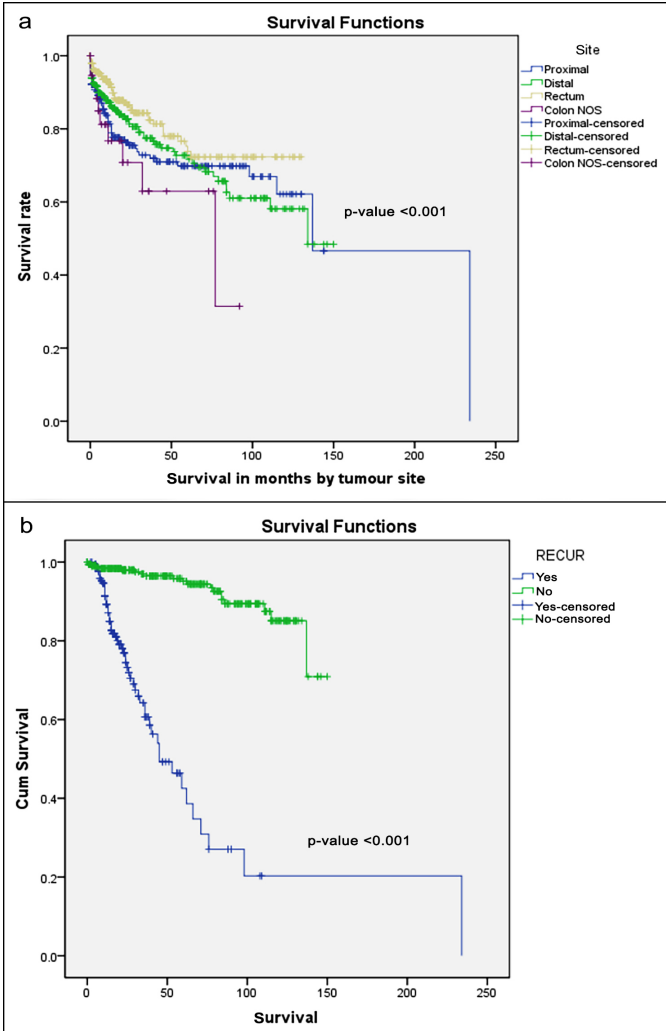 a
Survival Functions
Site
Proximal
Distal
Rectum
Colon NOS
Proximal-censored
Distal-censored
Rectum-censored
Colon NOS-censored
Survival rate
1.0
0.8
0.6
0.4
0.2
0.0
p-value <0.001
0 50 100 150 200 250
Survival in months by tumour site
b
Survival Functions
RECUR
Yes
No
Yes-censored
No-censored
Cum Survival
1.0
0.8
0.6
0.4
0.2
0.0
p-value <0.001
0 50 100 150 200 250
Survival